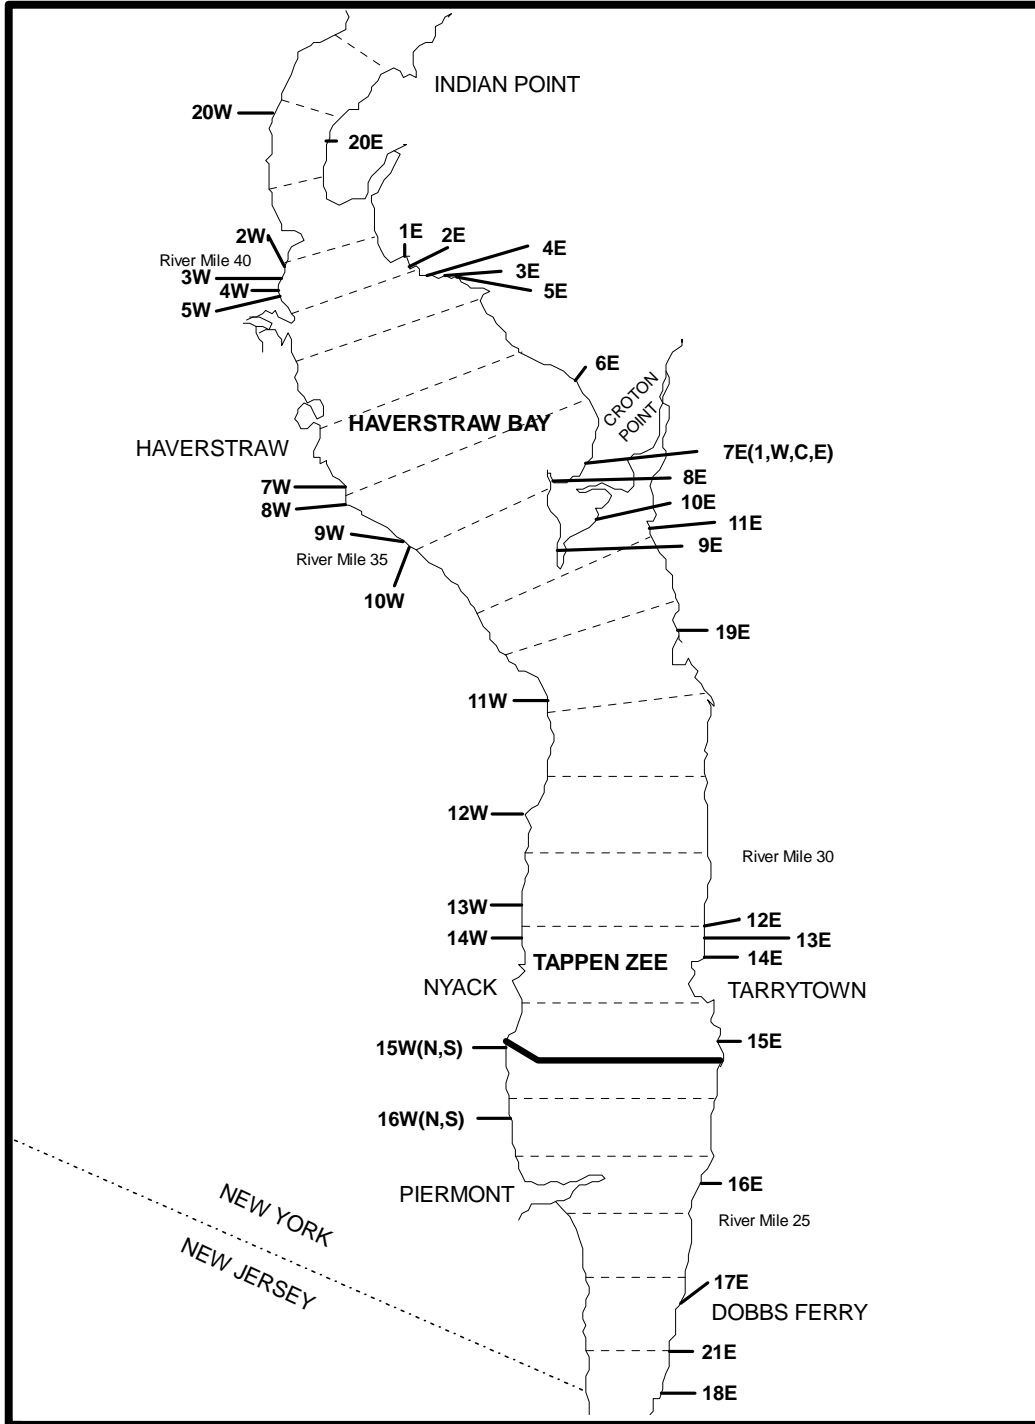 INDIAN POINT
20W
20E
1E
2E
2W
4E
River Mile 40
3E
3W
4W
5E
5W
6E
CROTON
POINT
HAVERSTRAW BAY
HAVERSTRAW
7E(1,W,C,E)
8E
7W
10E
8W
11E
9W
9E
River Mile 35
10W
19E
11W
12W
River Mile 30
13W
12E
14W
13E
14E
TAPPEN ZEE
NYACK
TARRYTOWN
15E
15W(N,S)
16W(N,S)
16E
PIERMONT
NEW YORK
River Mile 25
NEW JERSEY
17E
DOBBS FERRY
21E
18E